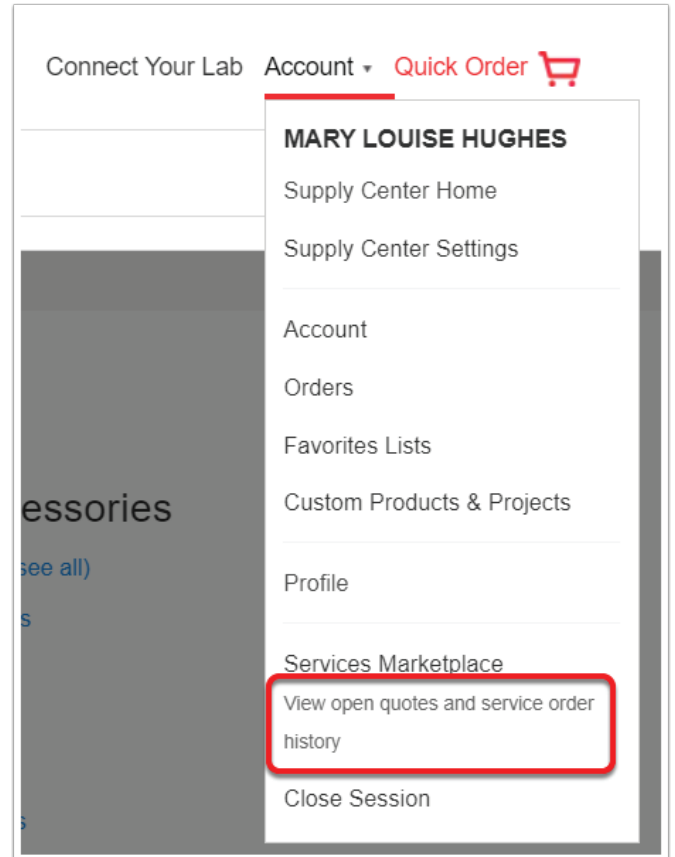 Connect Your Lab Account ▾ Quick Order
MARY LOUISE HUGHES
Supply Center Home
Supply Center Settings
Account
Orders
Favorites Lists
Custom Products & Projects
essories
see all)
Profile
s
Services Marketplace
View open quotes and service order
history
Close Session
s